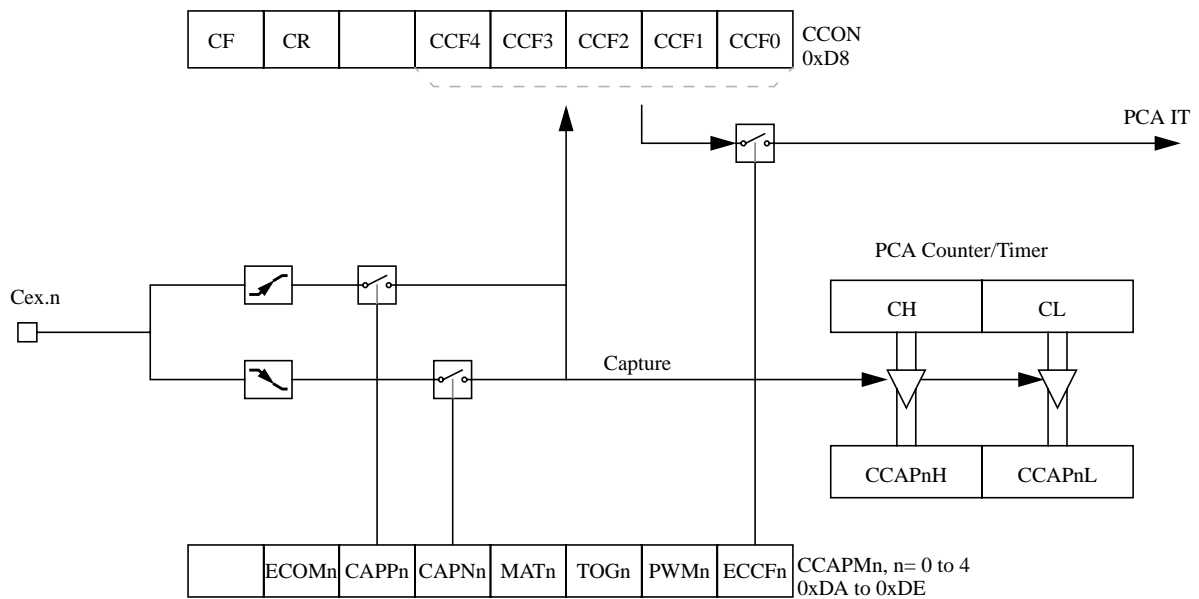 CF CR CCF4 CCF3 CCF2 CCF1 CCF0 CCON
0xD8
PCA IT
PCA Counter/Timer
Cex.n
CH CL
Capture
CCAPnH CCAPnL
ECOMn CAPPn CAPNn MATn TOGn PWMn ECCFn CCAPMn, n= 0 to 4
0xDA to 0xDE